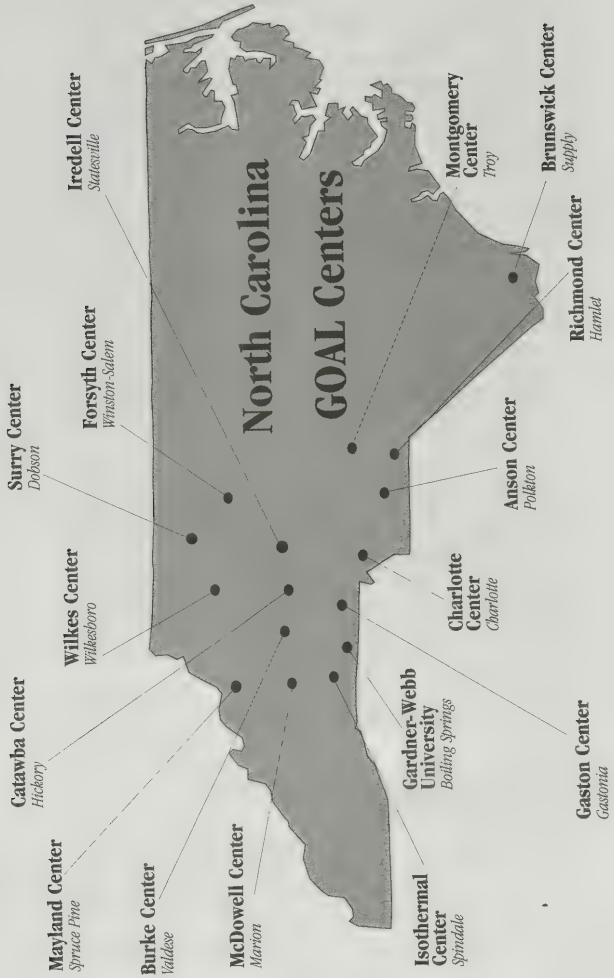 North Carolina
GOAL Centers
Mayland Center
Spruce Pine
Catawba Center
Hickory
Wilkes Center
Wilkesboro
Surry Center
Dobson
Forsyth Center
Winston-Salem
Iredell Center
Statesville
Burke Center
Valdese
McDowell Center
Marion
Isothermal
Center
Spindale
Gardner-Webb
University
Boiling Springs
Gaston Center
Gastonia
Charlotte
Center
Charlotte
Anson Center
Polkton
Richmond Center
Hamlet
Montgomery
Center
Troy
Brunswick Center
Supply